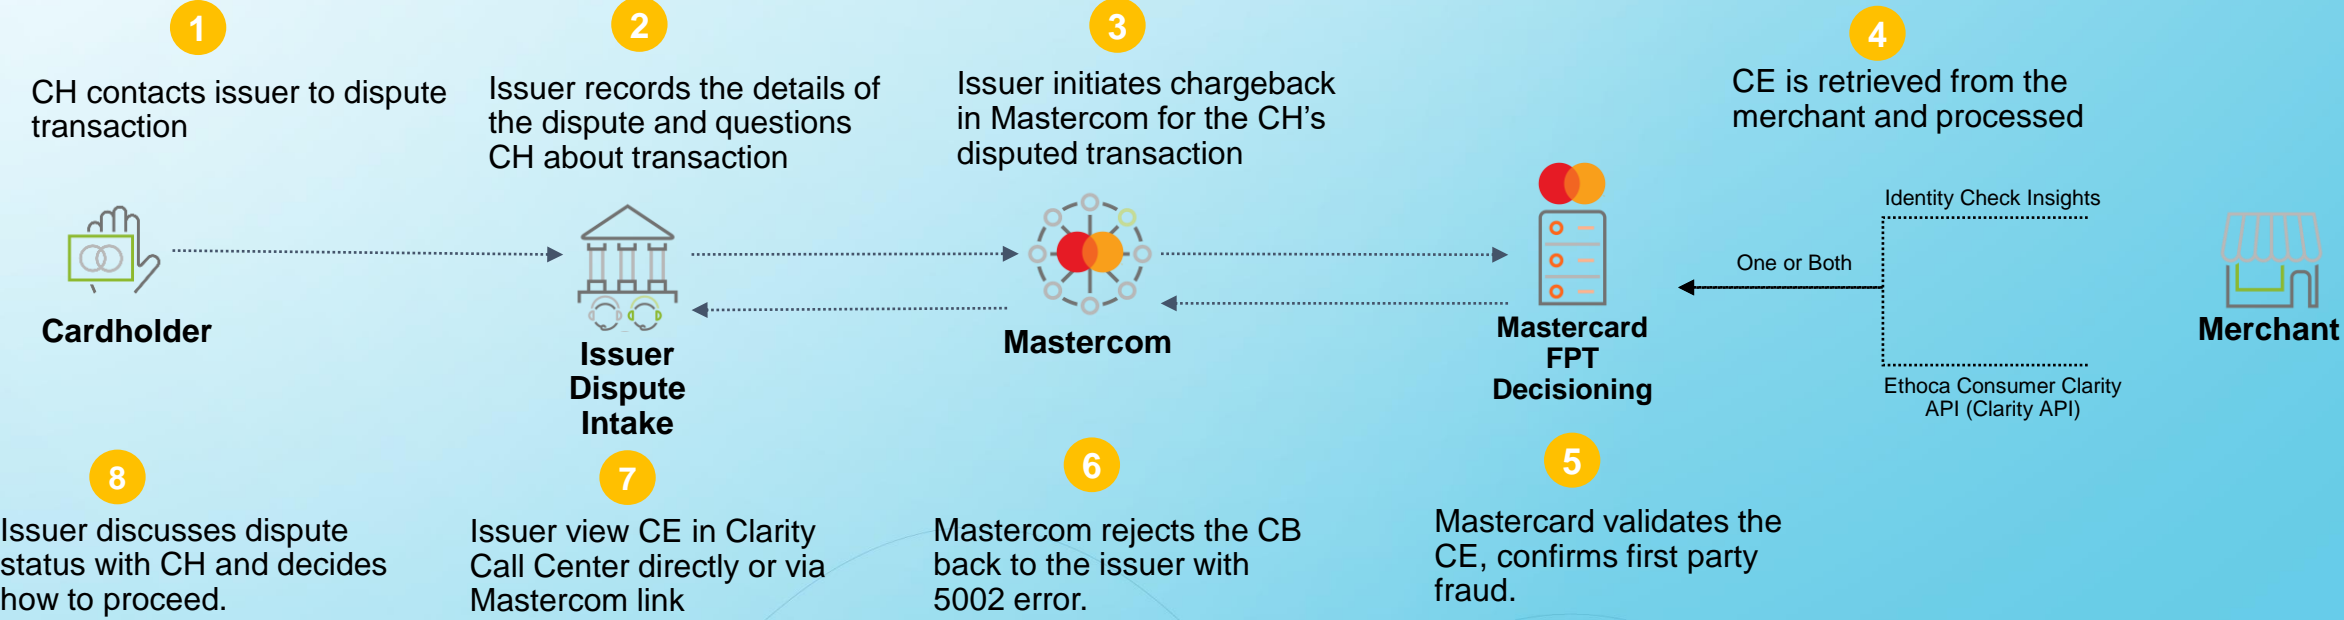 1
CH contacts issuer to dispute
transaction
2
Issuer records the details of
the dispute and questions
CH about transaction
3
Issuer initiates chargeback
in Mastercom for the CH's
disputed transaction
4
CE is retrieved from the
merchant and processed
Cardholder
Issuer
Dispute
Intake
Mastercom
Mastercard
FPT
Decisioning
One or Both
Identity Check Insights
Ethoca Consumer Clarity
API (Clarity API)
Merchant
8
Issuer discusses dispute
status with CH and decides
how to proceed.
7
Issuer view CE in Clarity
Call Center directly or via
Mastercom link
6
Mastercom rejects the CB
back to the issuer with
5002 error.
5
Mastercard validates the
CE, confirms first party
fraud.